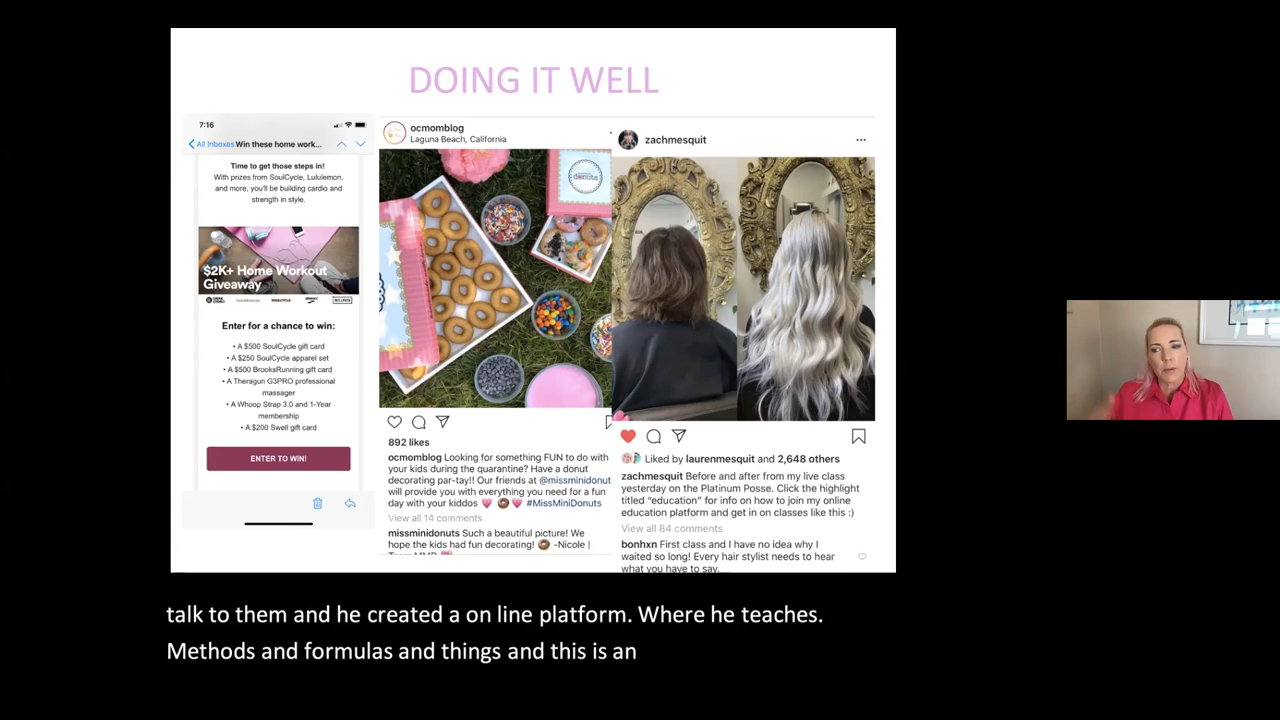 DOING IT WELL
7:16
All Inboxes Win these home work...
Time to get those steps in!
With prizes from SoulCycle, Lululemon,
and more, you'll be building cardio and
strength in style.
$2K+ Home Workout
Giveaway
SOULCYCLE
Enter for a chance to win:
• A $500 SoulCycle gift card
• A $250 SoulCycle apparel set
• A $500 BrooksRunning gift card
• A Theragun G3PRO professional
massager
• A Whoop Strap 3.0 and 1-Year
membership
• A $200 Swell gift card
ENTER TO WIN!
ocmomblog
Laguna Beach, California
892 likes
ocmomblog Looking for something FUN to do with
your kids during the quarantine? Have a donut
decorating par-tay!! Our friends at @missminidonut
will provide you with everything you need for a fun
day with your kiddos 💗 🍩 💗 #MissMiniDonuts
View all 14 comments
missminidonuts Such a beautiful picture! We
hope the kids had fun decorating! 🍩 -Nicole |
zachmesquit
Liked by laurenmesquit and 2,648 others
zachmesquit Before and after from my live class
yesterday on the Platinum Posse. Click the highlight
titled “education” for info on how to join my online
education platform and get in on classes like this :)
View all 84 comments
bonhxn First class and I have no idea why I
waited so long! Every hair stylist needs to hear
what you have to say.
talk to them and he created a on line platform. Where he teaches.
Methods and formulas and things and this is an